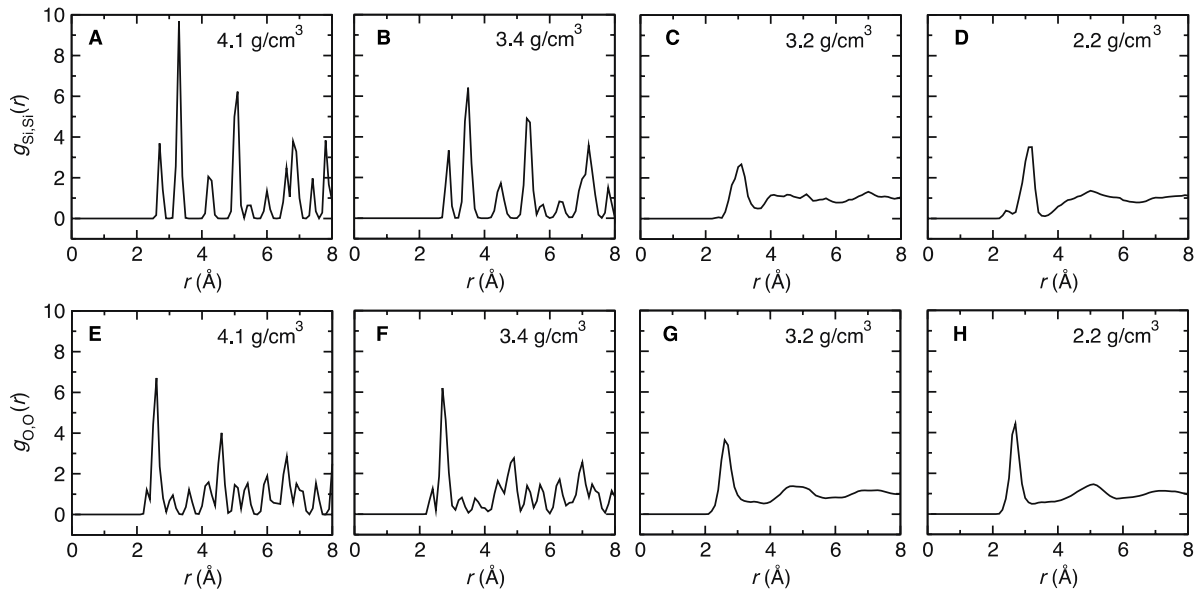 A 4.1 g/cm³ B 3.4 g/cm³ C 3.2 g/cm³ D 2.2 g/cm³
10
8
6
4
2
0
g_Si,Si(r)
0 2 4 6 8 0 2 4 6 8 0 2 4 6 8 0 2 4 6 8
r (Å) r (Å) r (Å) r (Å)
E 4.1 g/cm³ F 3.4 g/cm³ G 3.2 g/cm³ H 2.2 g/cm³
10
8
6
4
2
0
g_O,O(r)
0 2 4 6 8 0 2 4 6 8 0 2 4 6 8 0 2 4 6 8
r (Å) r (Å) r (Å) r (Å)